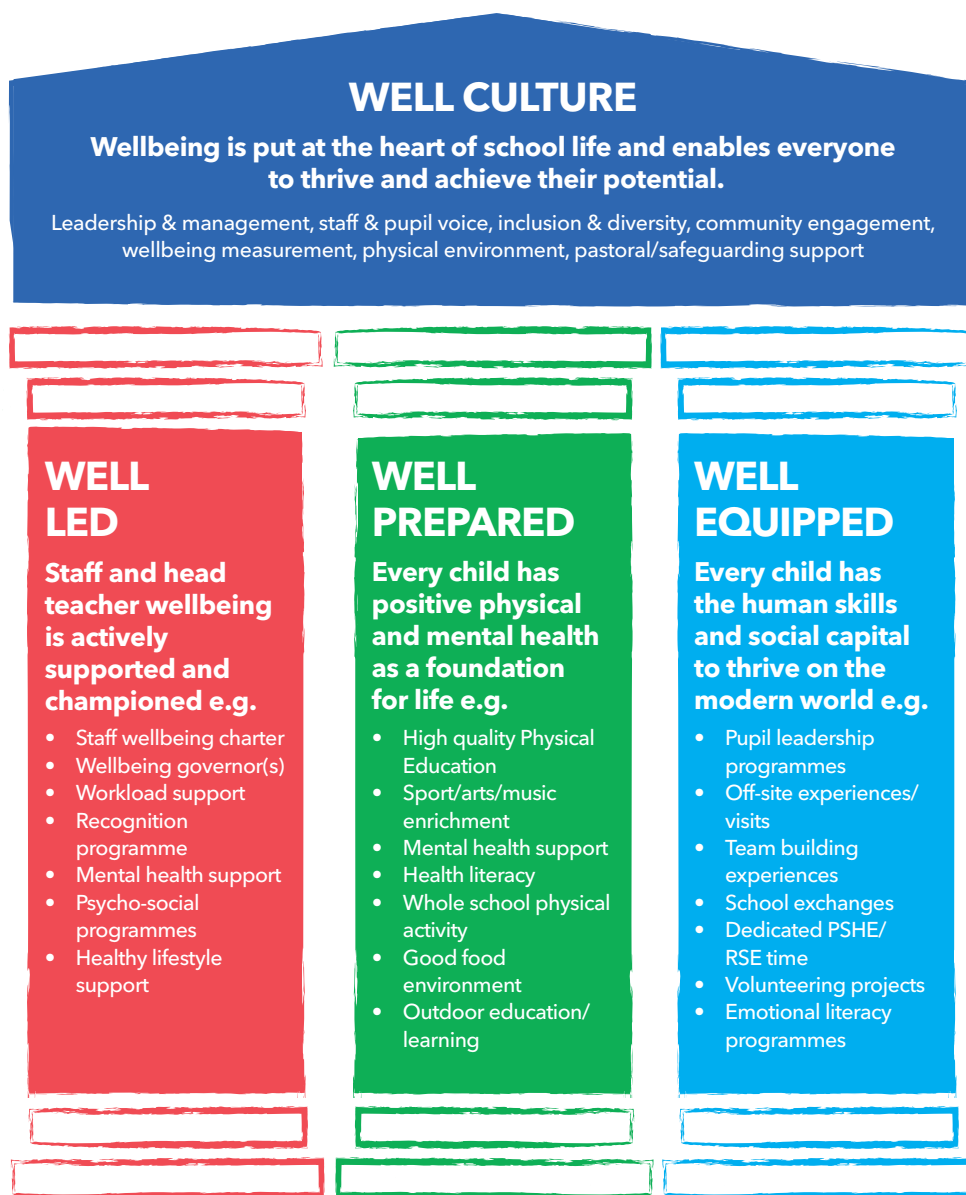 WELL CULTURE
Wellbeing is put at the heart of school life and enables everyone
to thrive and achieve their potential.
Leadership & management, staff & pupil voice, inclusion & diversity, community engagement,
wellbeing measurement, physical environment, pastoral/safeguarding support
WELL
LED
Staff and head
teacher wellbeing
is actively
supported and
championed e.g.
• Staff wellbeing charter
• Wellbeing governor(s)
• Workload support
• Recognition
programme
• Mental health support
• Psycho-social
programmes
• Healthy lifestyle
support
WELL
PREPARED
Every child has
positive physical
and mental health
as a foundation
for life e.g.
• High quality Physical
Education
• Sport/arts/music
enrichment
• Mental health support
• Health literacy
• Whole school physical
activity
• Good food
environment
• Outdoor education/
learning
WELL
EQUIPPED
Every child has
the human skills
and social capital
to thrive on the
modern world e.g.
• Pupil leadership
programmes
• Off-site experiences/
visits
• Team building
experiences
• School exchanges
• Dedicated PSHE/
RSE time
• Volunteering projects
• Emotional literacy
programmes